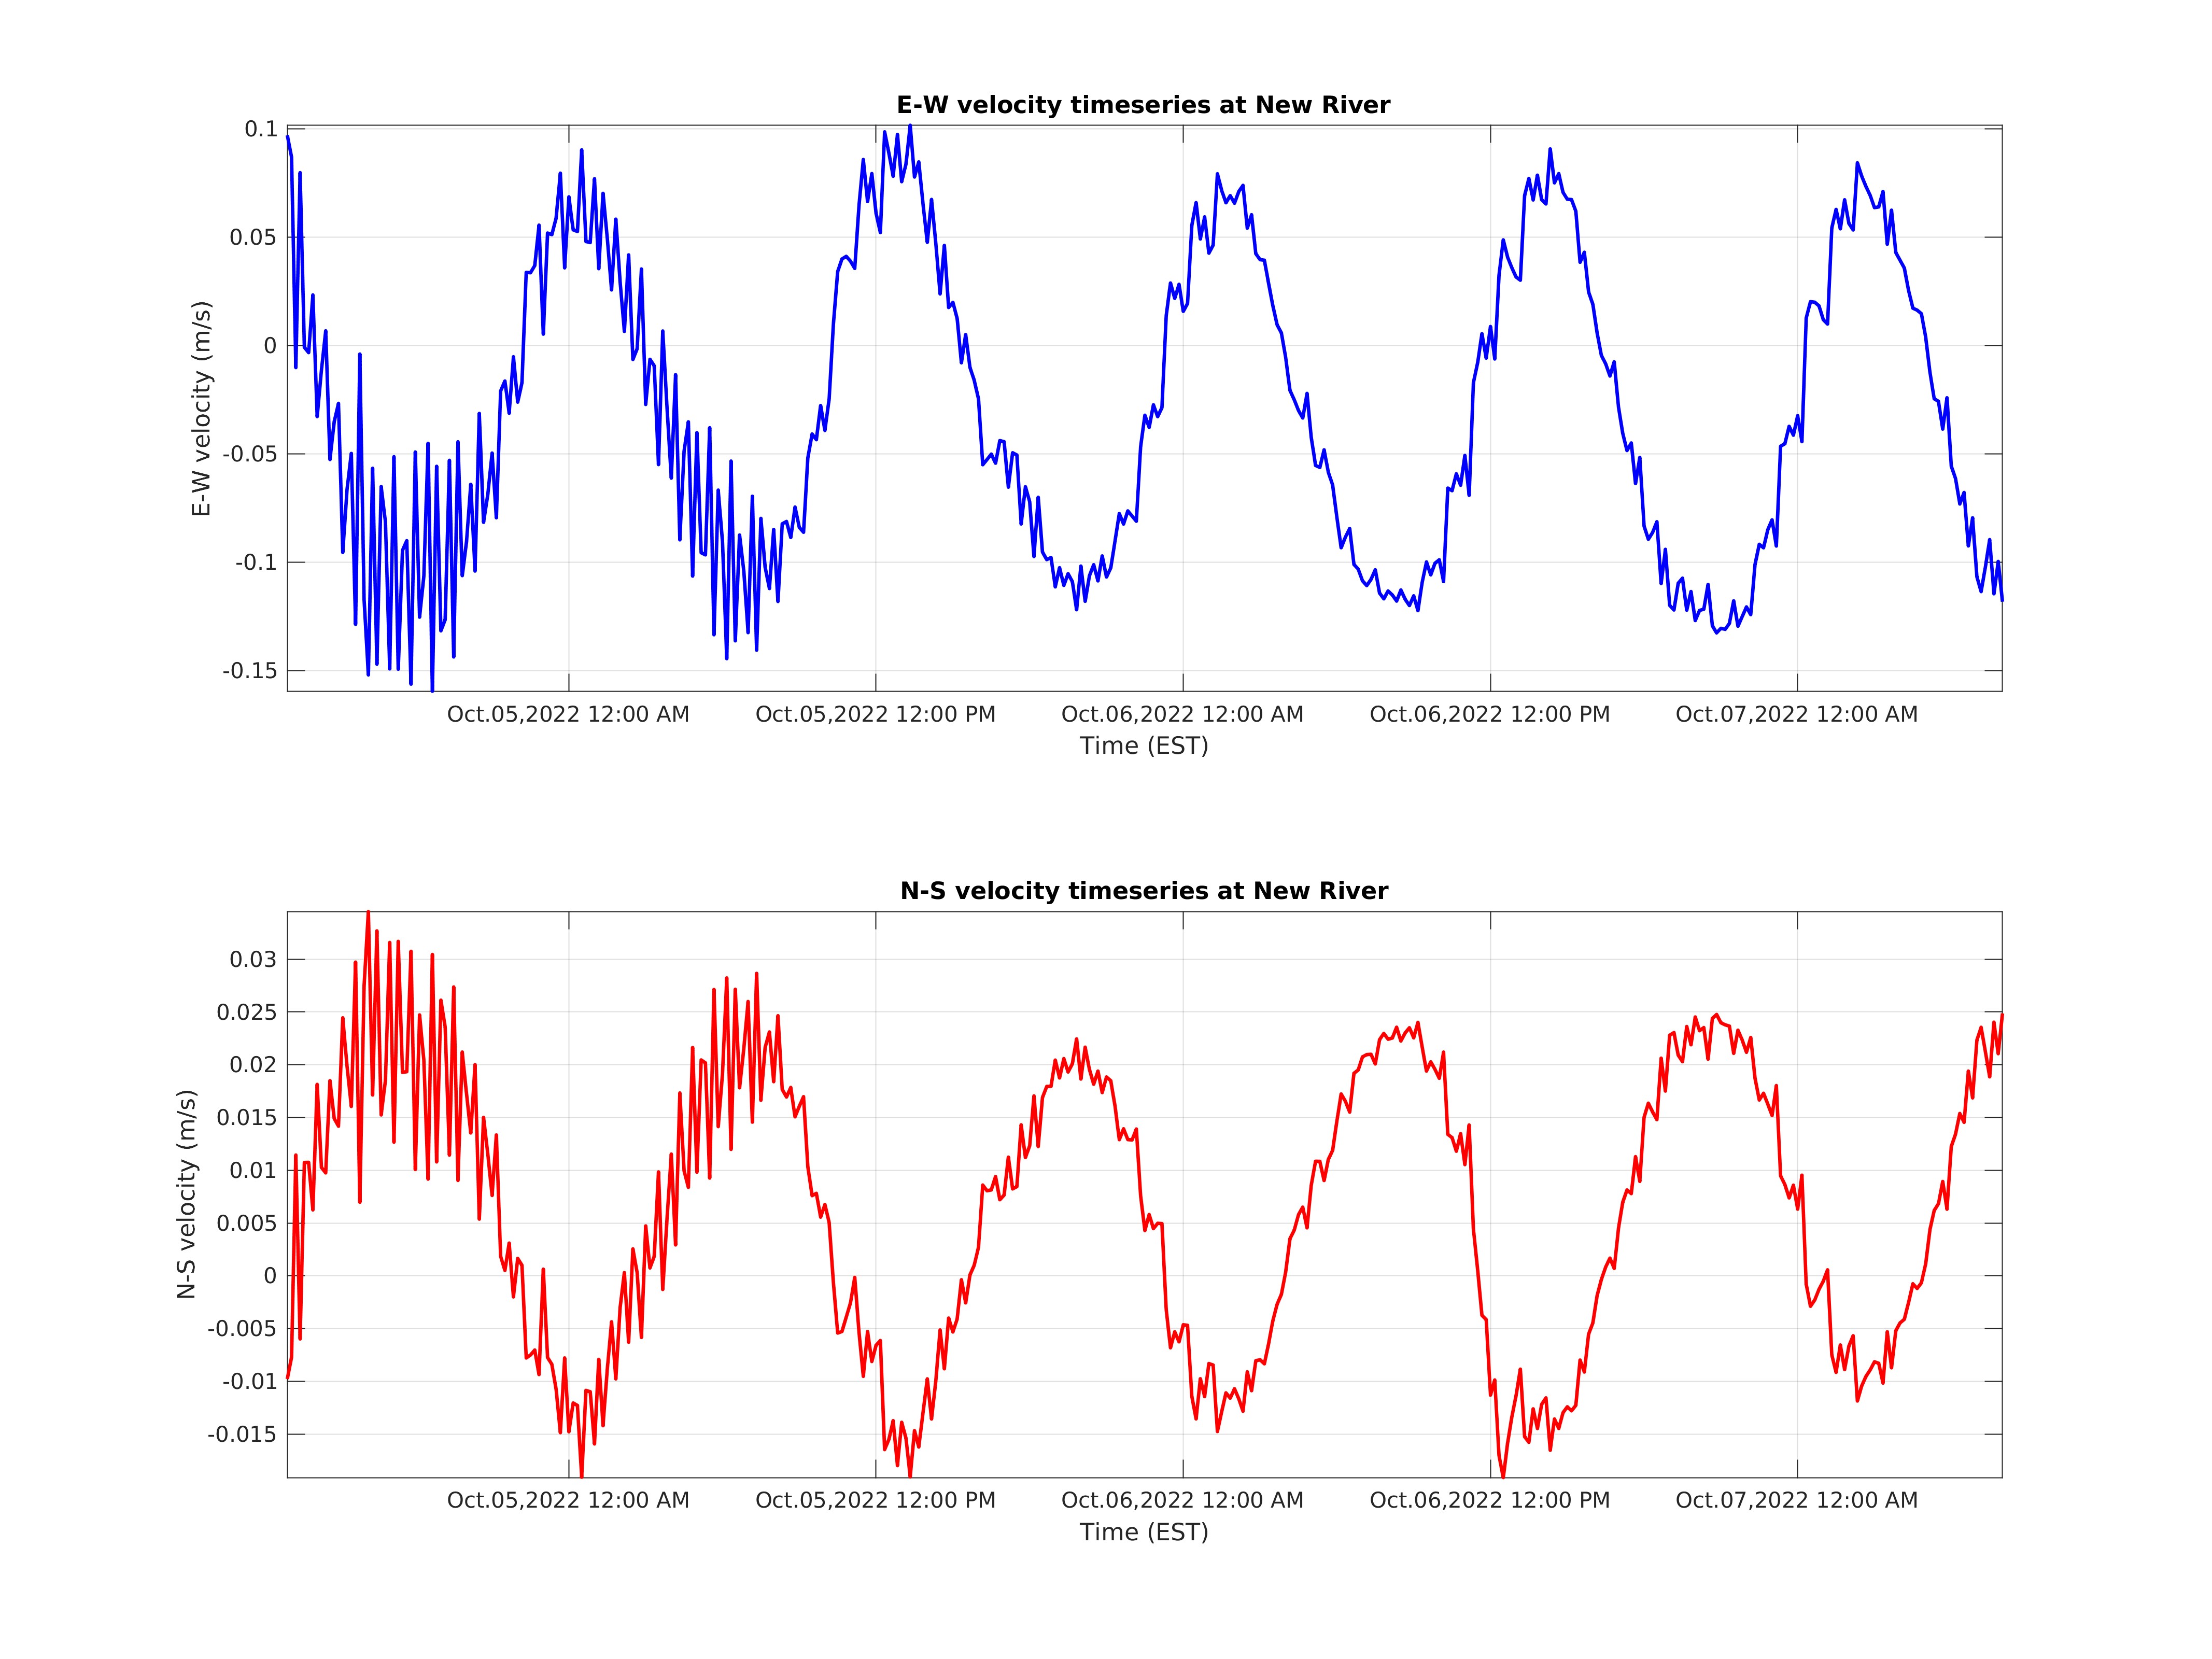 E-W velocity timeseries at New River
0.1
0.05
0
-0.05
-0.1
-0.15
E-W velocity (m/s)
Oct.05,2022 12:00 AM Oct.05,2022 12:00 PM Oct.06,2022 12:00 AM Oct.06,2022 12:00 PM Oct.07,2022 12:00 AM
Time (EST)
N-S velocity timeseries at New River
0.03
0.025
0.02
0.015
0.01
0.005
0
-0.005
-0.01
-0.015
N-S velocity (m/s)
Oct.05,2022 12:00 AM Oct.05,2022 12:00 PM Oct.06,2022 12:00 AM Oct.06,2022 12:00 PM Oct.07,2022 12:00 AM
Time (EST)